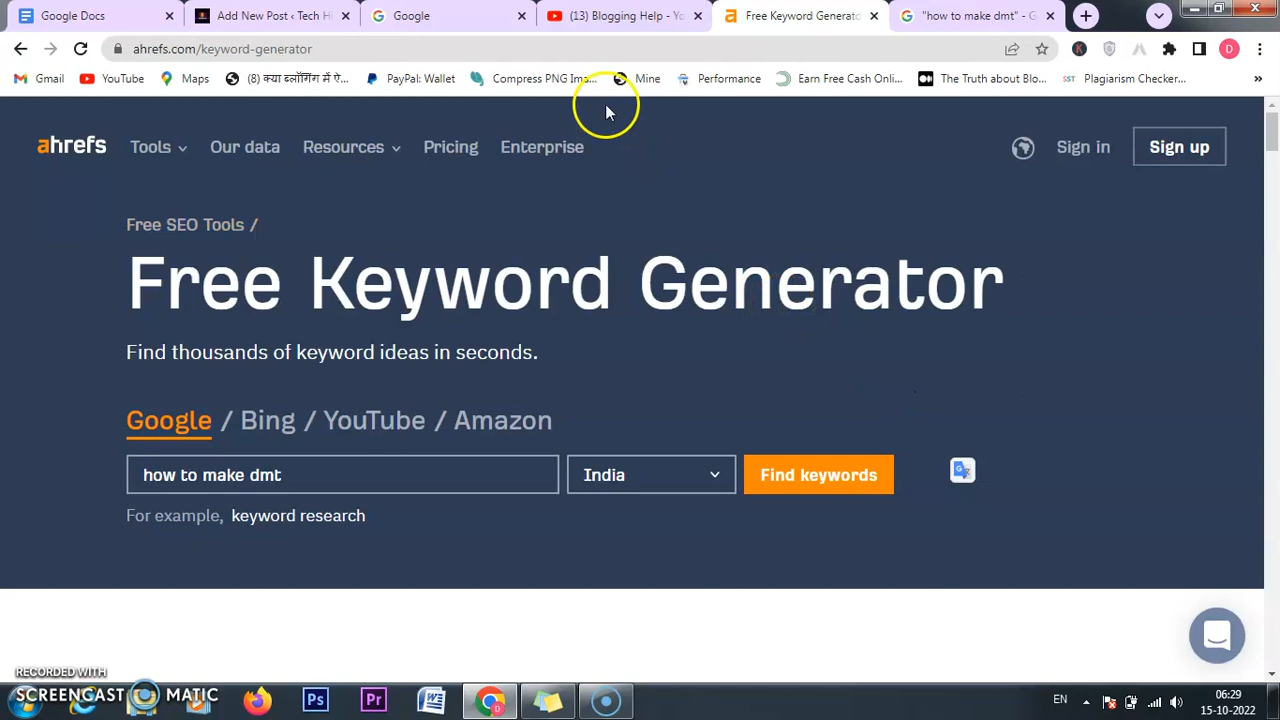 Google Docs
Add New Post ‹ Tech Hi
Google
(13) Blogging Help - Yo
Free Keyword Generato
"how to make dmt" - G
ahrefs.com/keyword-generator
K
D
Gmail
YouTube
Maps
(8) क्या ब्लॉगिंग में ऐ...
PayPal: Wallet
Compress PNG Ima...
Mine
Performance
Earn Free Cash Onli...
The Truth about Blo...
SST
Plagiarism Checker...
»
ahrefs
Tools
Our data
Resources
Pricing
Enterprise
Sign in
Sign up
Free SEO Tools /
Free Keyword Generator
Find thousands of keyword ideas in seconds.
Google / Bing / YouTube / Amazon
how to make dmt
India
Find keywords
For example, keyword research
RECORDED WITH
SCREENCAST MATIC
Ps
Pr
W
D
EN
06:29
15-10-2022